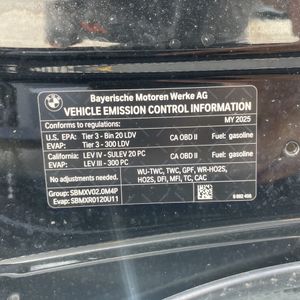 BMW
Bayerische Motoren Werke AG
VEHICLE EMISSION CONTROL INFORMATION
Conforms to regulations: MY 2025
U.S. EPA: Tier 3 - Bin 20 LDV CA OBD II Fuel: gasoline
EVAP: Tier 3 - 300 LDV
California: LEV IV - SULEV 20 PC CA OBD II Fuel: gasoline
EVAP: LEV III - 300 PC
WU-TWC, TWC, GPF, WR-HO2S,
HO2S, DFI, MFI, TC, CAC
Group: SBMXV02.0M4P
Evap: SBMXR0120U11